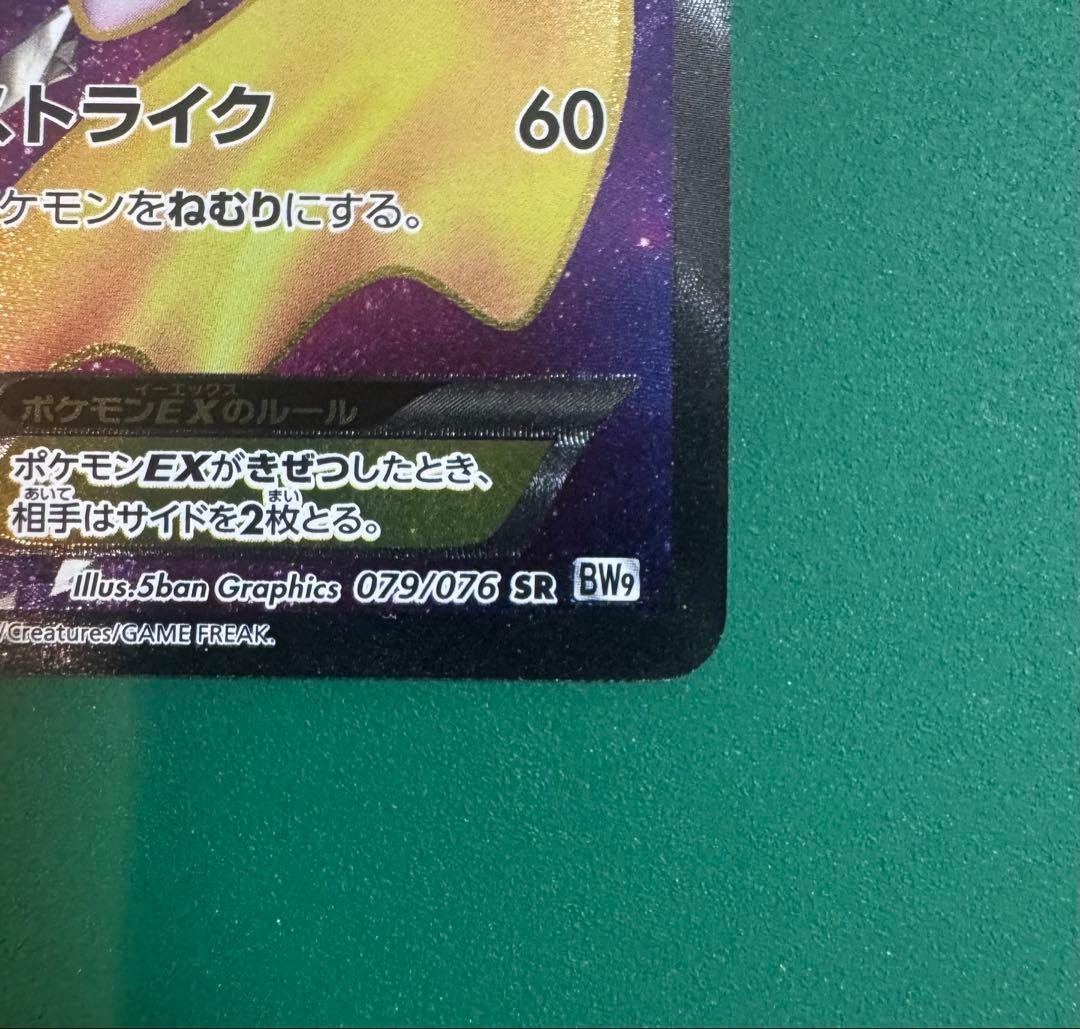 ストライク 60
ケモンをねむりにする。
イーエックス
ポケモンEXのルール
ポケモンEXがきぜつしたとき、
あいて まい
相手はサイドを2枚とる。
Illus.5ban Graphics 079/076 SR BW9
/Creatures/GAME FREAK.